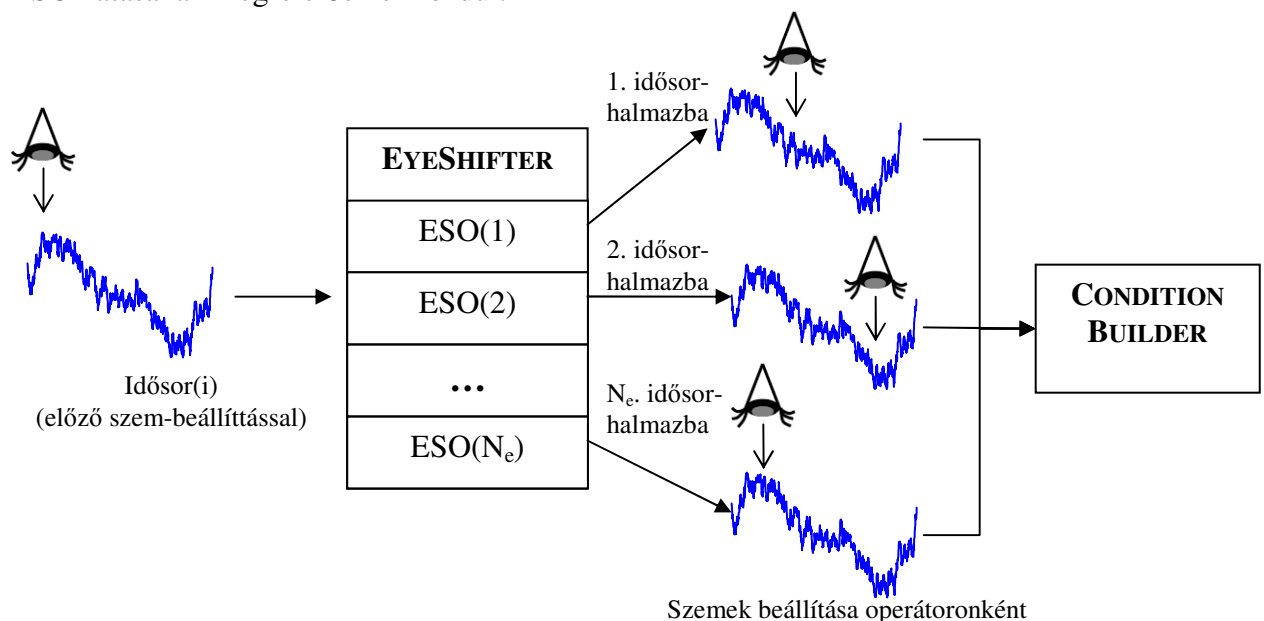 1. idősor-
halmazba
EYESHIFTER
ESO(1)
ESO(2)
...
ESO(Ne)
2. idősor-
halmazba
Ne. idősor-
halmazba
CONDITION
BUILDER
Idősor(i)
(előző szem-beállíttással)
Szemek beállítása operátoronként